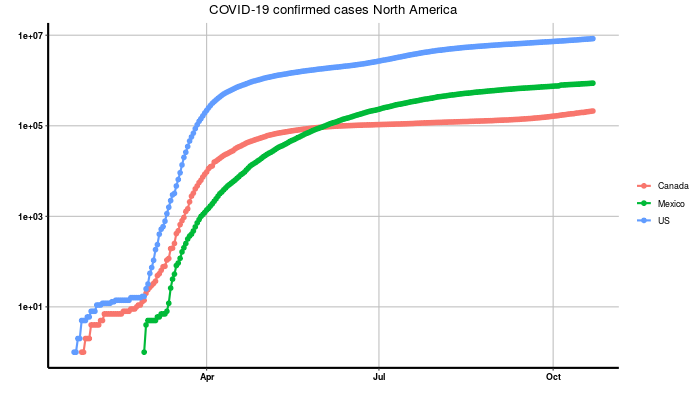 COVID-19 confirmed cases North America
1e+07
1e+05
1e+03
1e+01
Apr
Jul
Oct
Canada
Mexico
US